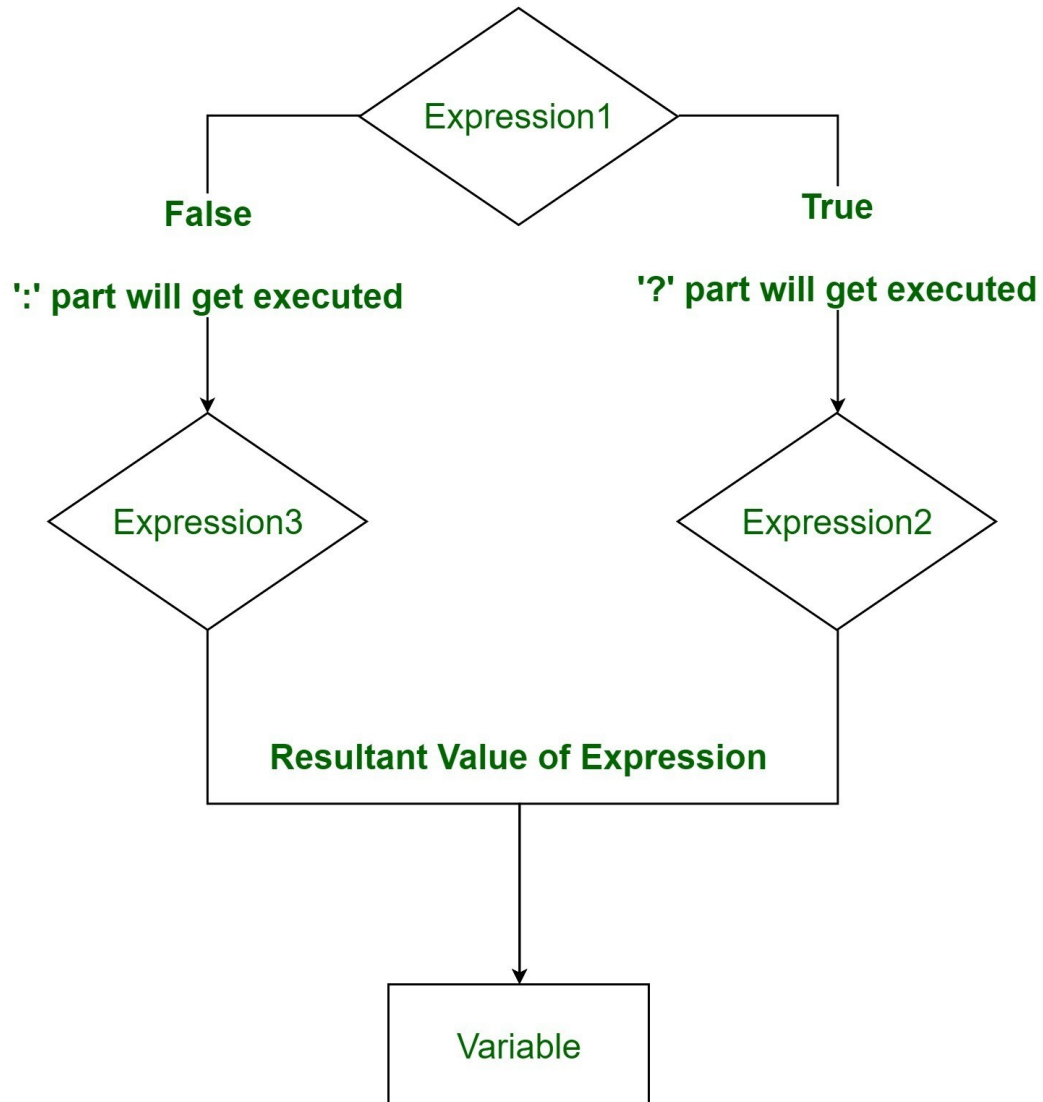 Expression1
False
True
':' part will get executed
'?' part will get executed
Expression3
Expression2
Resultant Value of Expression
Variable